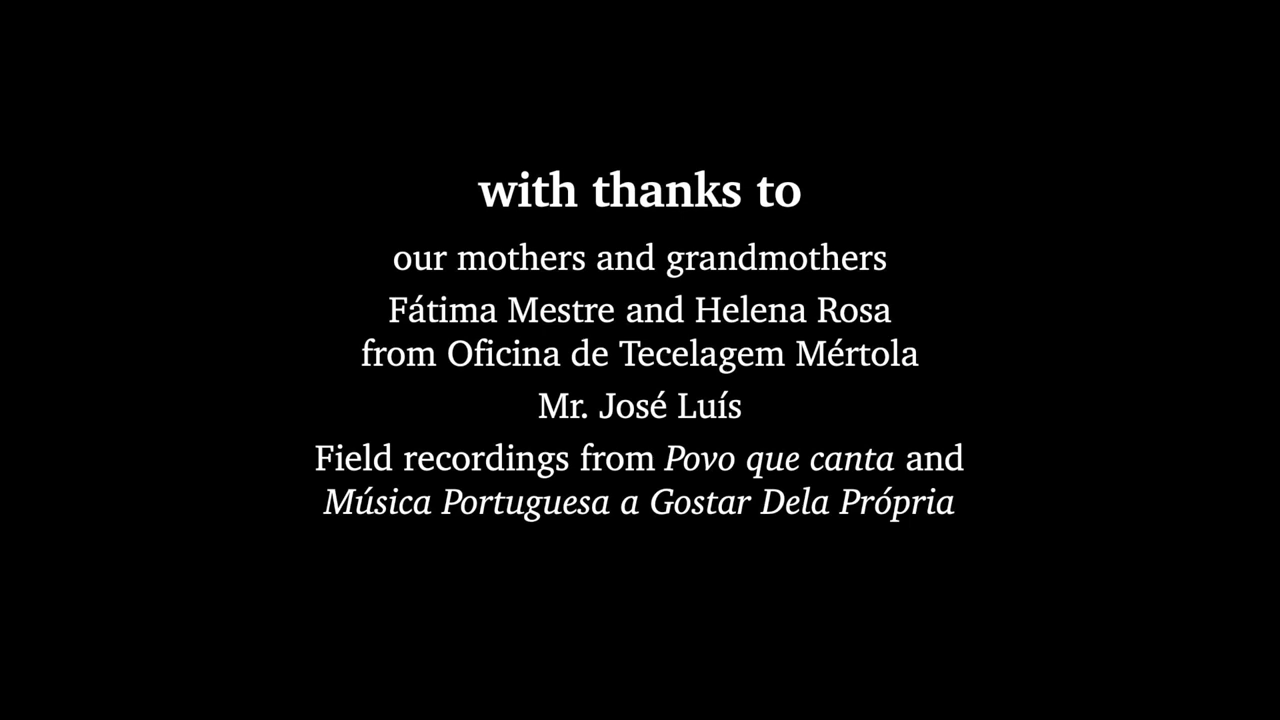 with thanks to
our mothers and grandmothers
Fátima Mestre and Helena Rosa
from Oficina de Tecelagem Mértola
Mr. José Luís
Field recordings from Povo que canta and
Música Portuguesa a Gostar Dela Própria